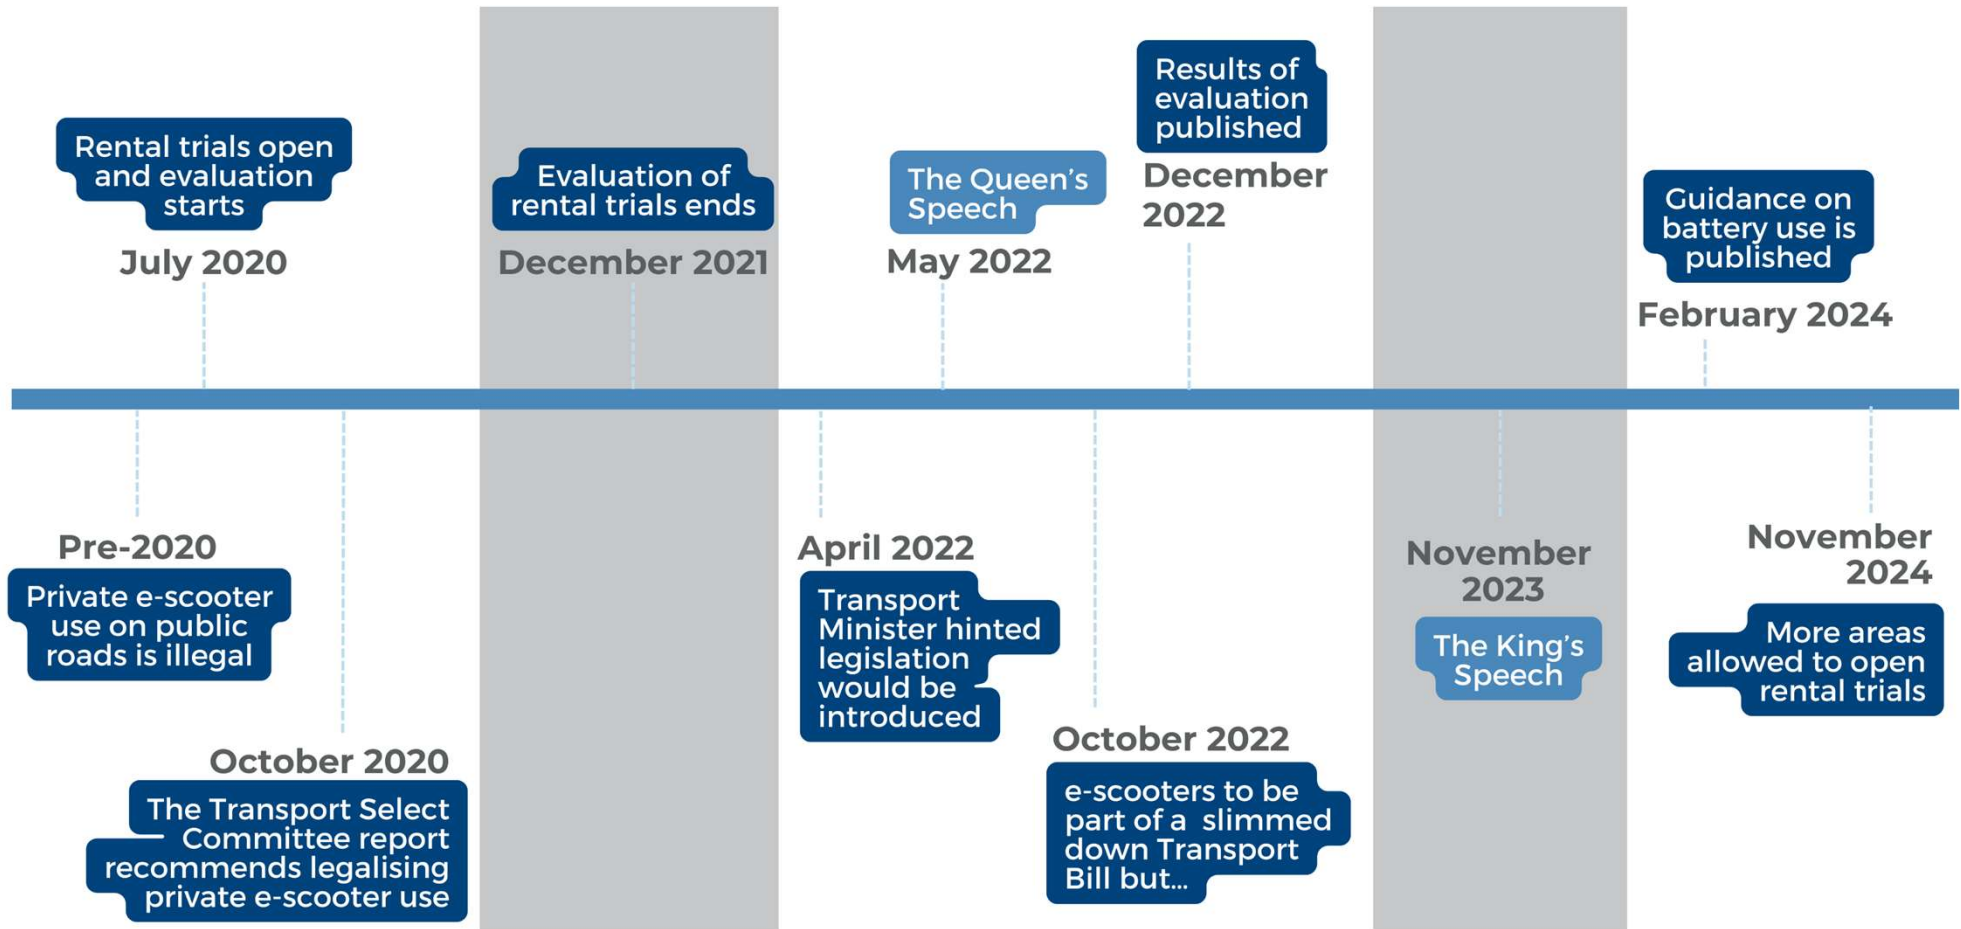 Rental trials open
and evaluation
starts
July 2020
Evaluation of
rental trials ends
December 2021
The Queen's
Speech
May 2022
Results of
evaluation
published
December
2022
Guidance on
battery use is
published
February 2024
Pre-2020
Private e-scooter
use on public
roads is illegal
October 2020
The Transport Select
Committee report
recommends legalising
private e-scooter use
April 2022
Transport
Minister hinted
legislation
would be
introduced
October 2022
e-scooters to be
part of a slimmed
down Transport
Bill but...
November
2023
The King's
Speech
November
2024
More areas
allowed to open
rental trials